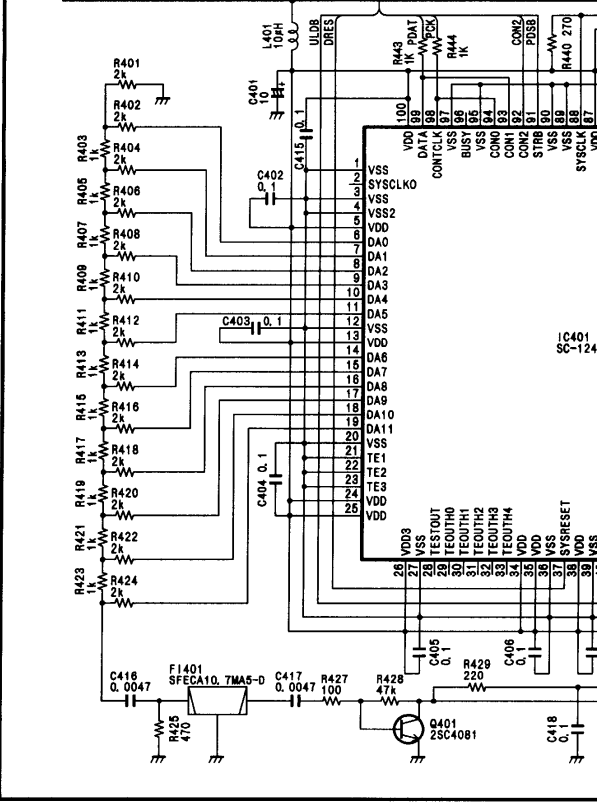 L401
10μH
ULDB
DRES
PDAT
PCK
R443
1K
R444
1K
CON2
PDSB
R440 270
C401
10
C415 0.1
100 99 98 97 96 95 94 93 92 91 90 89 88 87
VDD
DATA
CONTCLK
VSS
BUSY
VSS
CON0
CON1
CON2
STRB
VSS
VSS
SYSCLK
VDD
R401
2k
R402
2k
R403
1k
R404
2k
R405
1k
R406
2k
R407
1k
R408
2k
R409
1k
R410
2k
R411
1k
R412
2k
R413
1k
R414
2k
R415
1k
R416
2k
R417
1k
R418
2k
R419
1k
R420
2k
R421
1k
R422
2k
R423
1k
R424
2k
C402
0.1
C403 0.1
C404 0.1
1 VSS
2 SYSCLKO
3 VSS
4 VSS2
5 VDD
6 DA0
7 DA1
8 DA2
9 DA3
10 DA4
11 DA5
12 VSS
13 VDD
14 DA6
15 DA7
16 DA8
17 DA9
18 DA10
19 DA11
20 VSS
21 TE1
22 TE2
23 TE3
24 VDD
25 VDD
IC401
SC-124
VDD3
VSS
TESTOUT
TEOUTH0
TEOUTH1
TEOUTH2
TEOUTH3
TEOUTH4
VDD
VDD
VSS
SYSRESET
VDD
VSS
26 27 28 29 30 31 32 33 34 35 36 37 38 39
C405
0.1
C406
0.1
C416
0.0047
FI401
SFECA10.7MA5-D
C417
0.0047
R427
100
R428
47k
R429
220
R425
470
Q401
2SC4081
C418
0.1